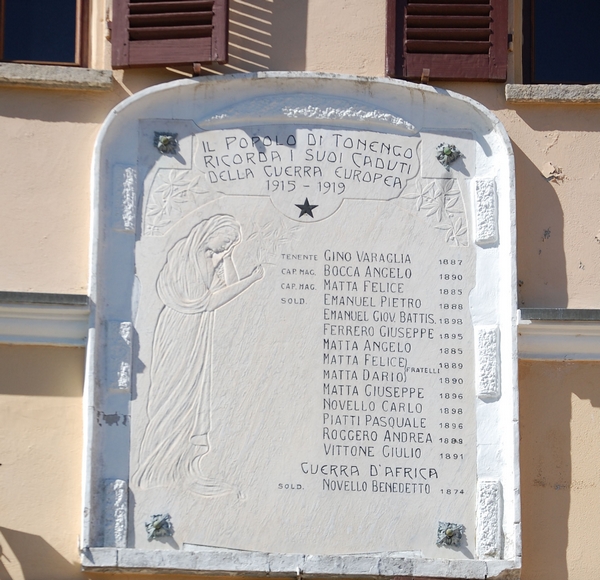 IL POPOLO DI TONENGO
RICORDA I SUOI CADUTI
DELLA GUERRA EUROPEA
1915 - 1919
TENENTE GINO VARAGLIA 1887
CAP. MAG. BOCCA ANGELO 1890
CAP. MAG. MATTA FELICE 1885
SOLD. EMANUEL PIETRO 1888
EMANUEL GIOV. BATTIS. 1898
FERRERO GIUSEPPE 1895
MATTA ANGELO 1885
MATTA FELICE 1889
FRATELLI
MATTA DARIO 1890
MATTA GIUSEPPE 1896
NOVELLO CARLO 1898
PIATTI PASQUALE 1896
ROGGERO ANDREA
VITTONE GIULIO 1891
GUERRA D'AFRICA
SOLD. NOVELLO BENEDETTO 1874